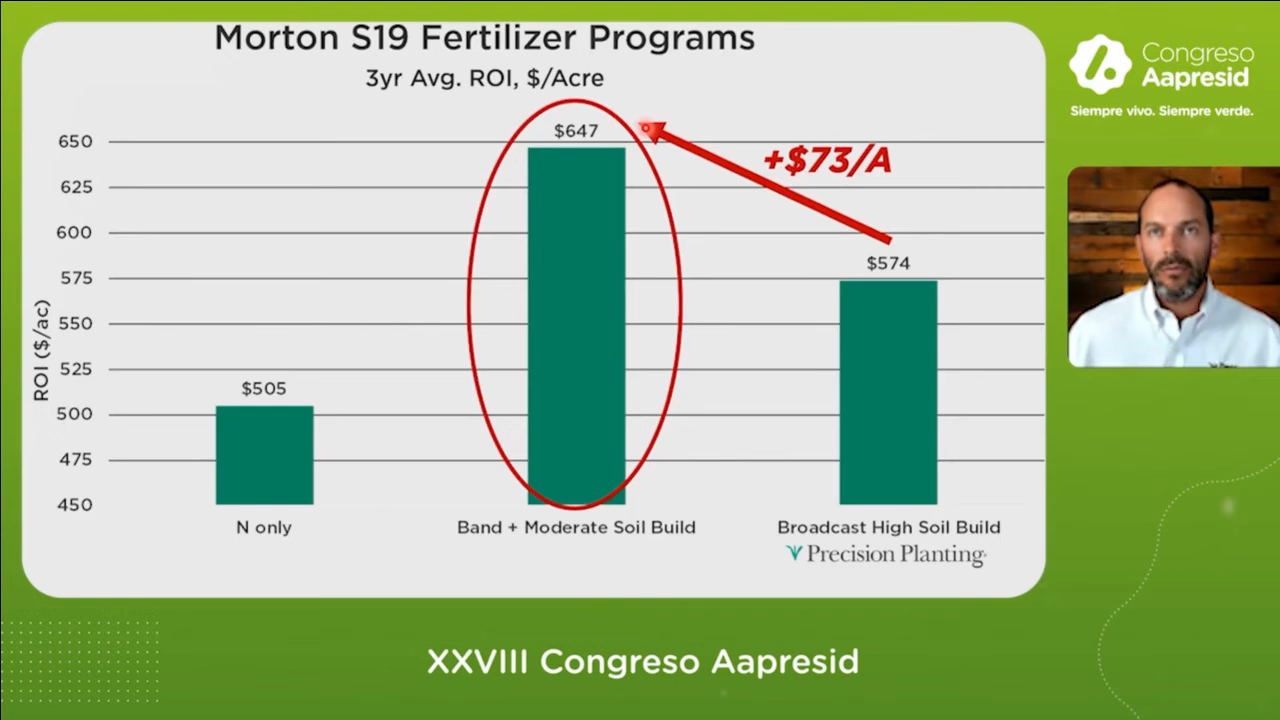 Morton S19 Fertilizer Programs
3yr Avg. ROI, $/Acre
ROI ($/ac)
650
625
600
575
550
525
500
475
450
$505
$647
$574
+$73/A
N only
Band + Moderate Soil Build
Broadcast High Soil Build
Precision Planting
Congreso
Aapresid
Siempre vivo. Siempre verde.
XXVIII Congreso Aapresid